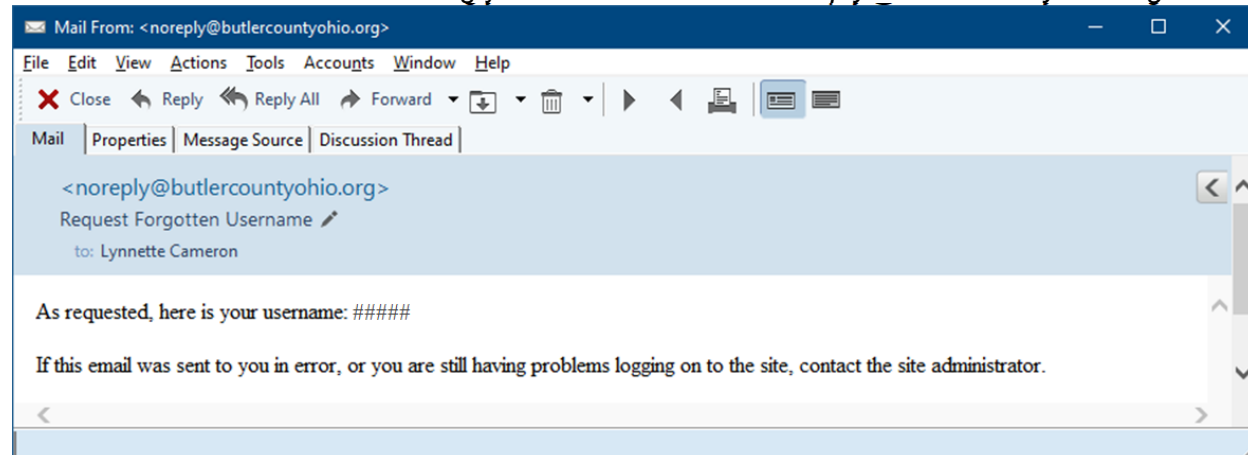 Mail From: <noreply@butlercountyohio.org>
File Edit View Actions Tools Accounts Window Help
Close Reply Reply All Forward
Mail Properties Message Source Discussion Thread
<noreply@butlercountyohio.org>
Request Forgotten Username
to: Lynnette Cameron
As requested, here is your username: #####
If this email was sent to you in error, or you are still having problems logging on to the site, contact the site administrator.